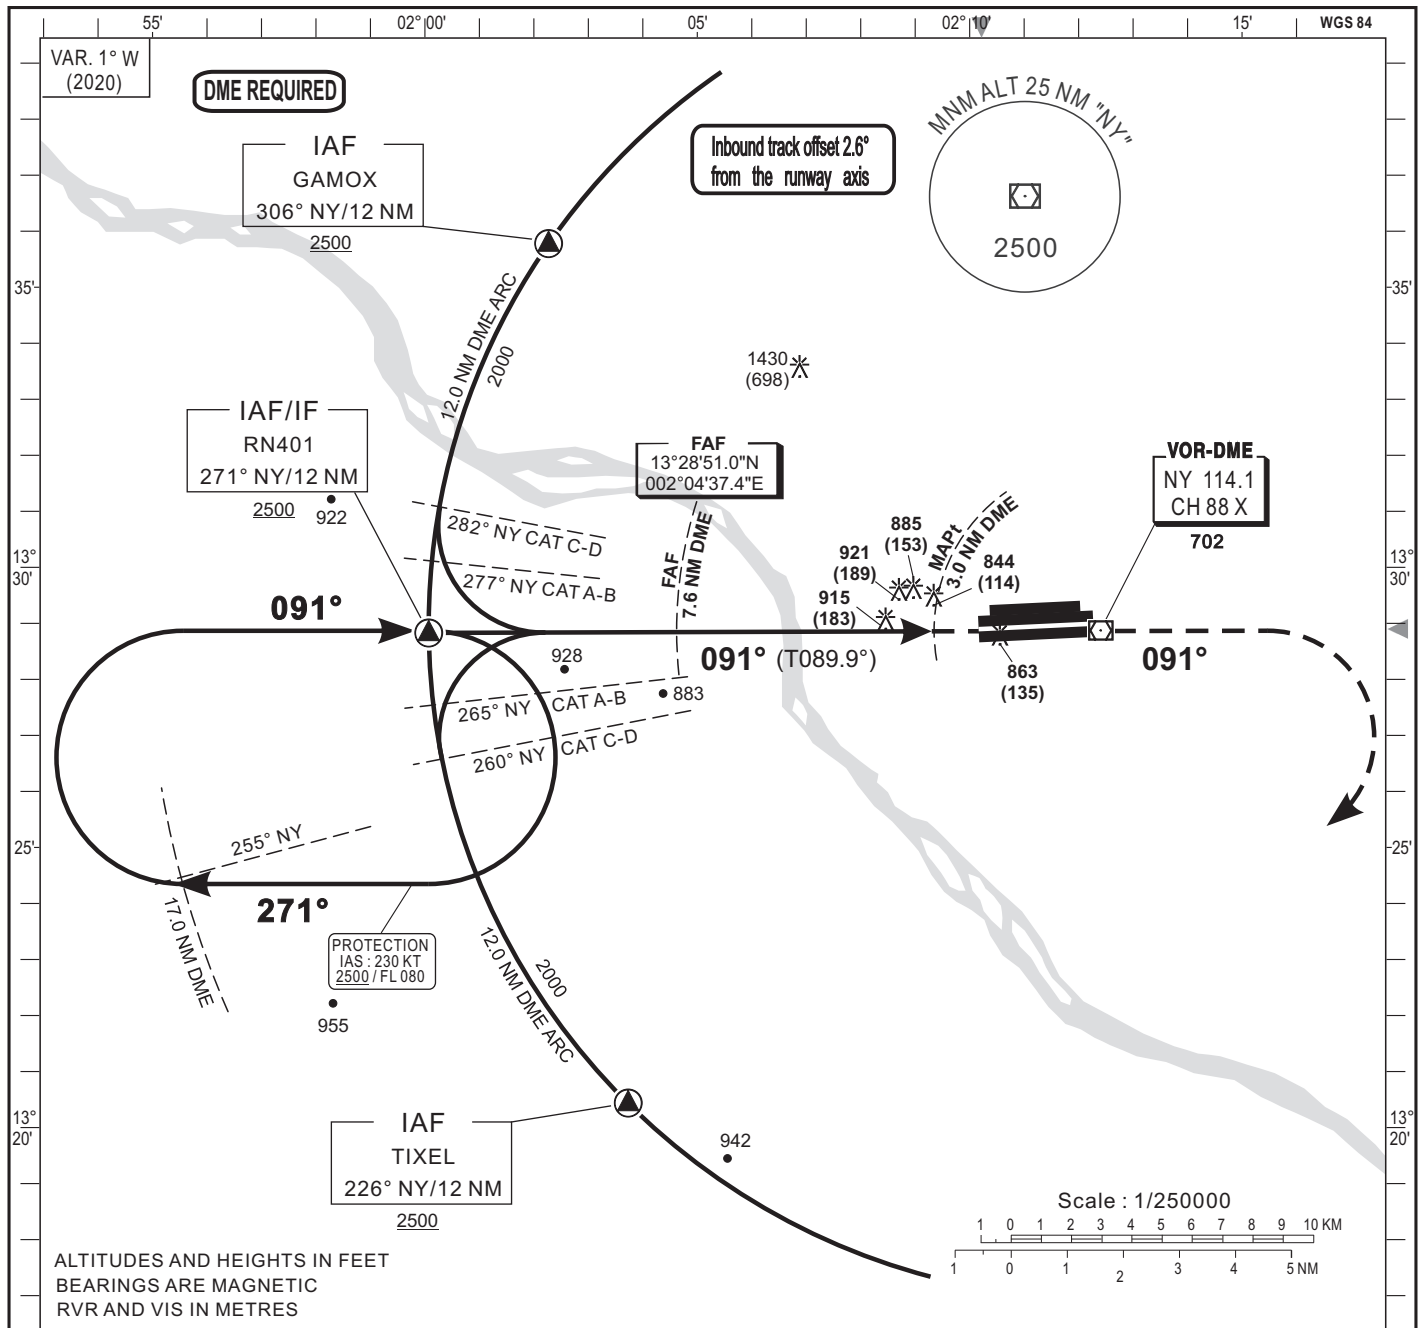 55'
02° 00'
05'
02° 10'
15'
WGS 84
VAR. 1° W
(2020)
DME REQUIRED
IAF
GAMOX
306° NY/12 NM
2500
Inbound track offset 2.6°
from the runway axis
MNM ALT 25 NM "NY"
2500
35'
35'
12.0 NM DME ARC
2000
1430
(698)
IAF/IF
RN401
271° NY/12 NM
2500
922
FAF
13°28'51.0"N
002°04'37.4"E
VOR-DME
NY 114.1
CH 88 X
702
282° NY CAT C-D
277° NY CAT A-B
FAF
7.6 NM DME
885
(153)
921
(189)
915
(183)
MAPt
3.0 NM DME
844
(114)
13°
30'
13°
30'
091°
091° (T089.9°)
091°
863
(135)
928
883
265° NY CAT A-B
260° NY CAT C-D
255° NY
25'
25'
271°
17.0 NM DME
PROTECTION
IAS : 230 KT
2500 / FL 080
955
12.0 NM DME ARC
2000
13°
20'
13°
20'
IAF
TIXEL
226° NY/12 NM
2500
942
Scale : 1/250000
1 0 1 2 3 4 5 6 7 8 9 10 KM
1 0 1 2 3 4 5 NM
ALTITUDES AND HEIGHTS IN FEET
BEARINGS ARE MAGNETIC
RVR AND VIS IN METRES